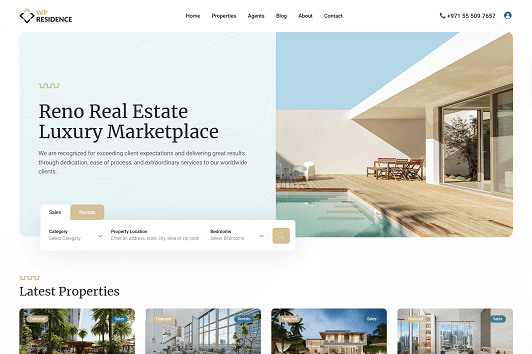 WP
RESIDENCE
Home Properties Agents Blog About Contact
+971 55 509 7657
Reno Real Estate
Luxury Marketplace
We are recognized for exceeding client expectations and delivering great results
through dedication, ease of process, and extraordinary services to our worldwide
clients.
Sales Rentals
Category Property Location Bedrooms
Select Category Enter an address, state, city, area or zip code Select Bedrooms
Latest Properties
Featured Sales Featured Rentals Featured Sales Featured Sales